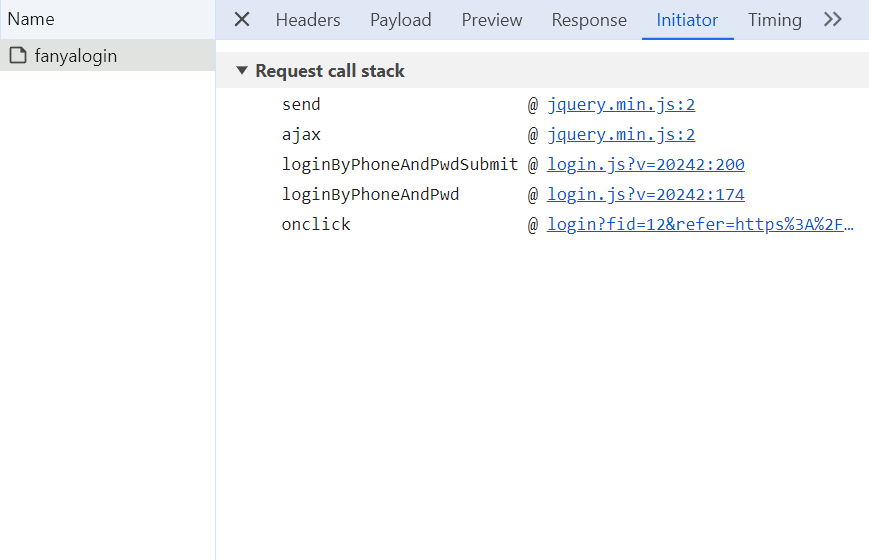 Name
Headers Payload Preview Response Initiator Timing
fanyalogin
Request call stack
send @ jquery.min.js:2
ajax @ jquery.min.js:2
loginByPhoneAndPwdSubmit @ login.js?v=20242:200
loginByPhoneAndPwd @ login.js?v=20242:174
onclick @ login?fid=12&refer=https%3A%2F…